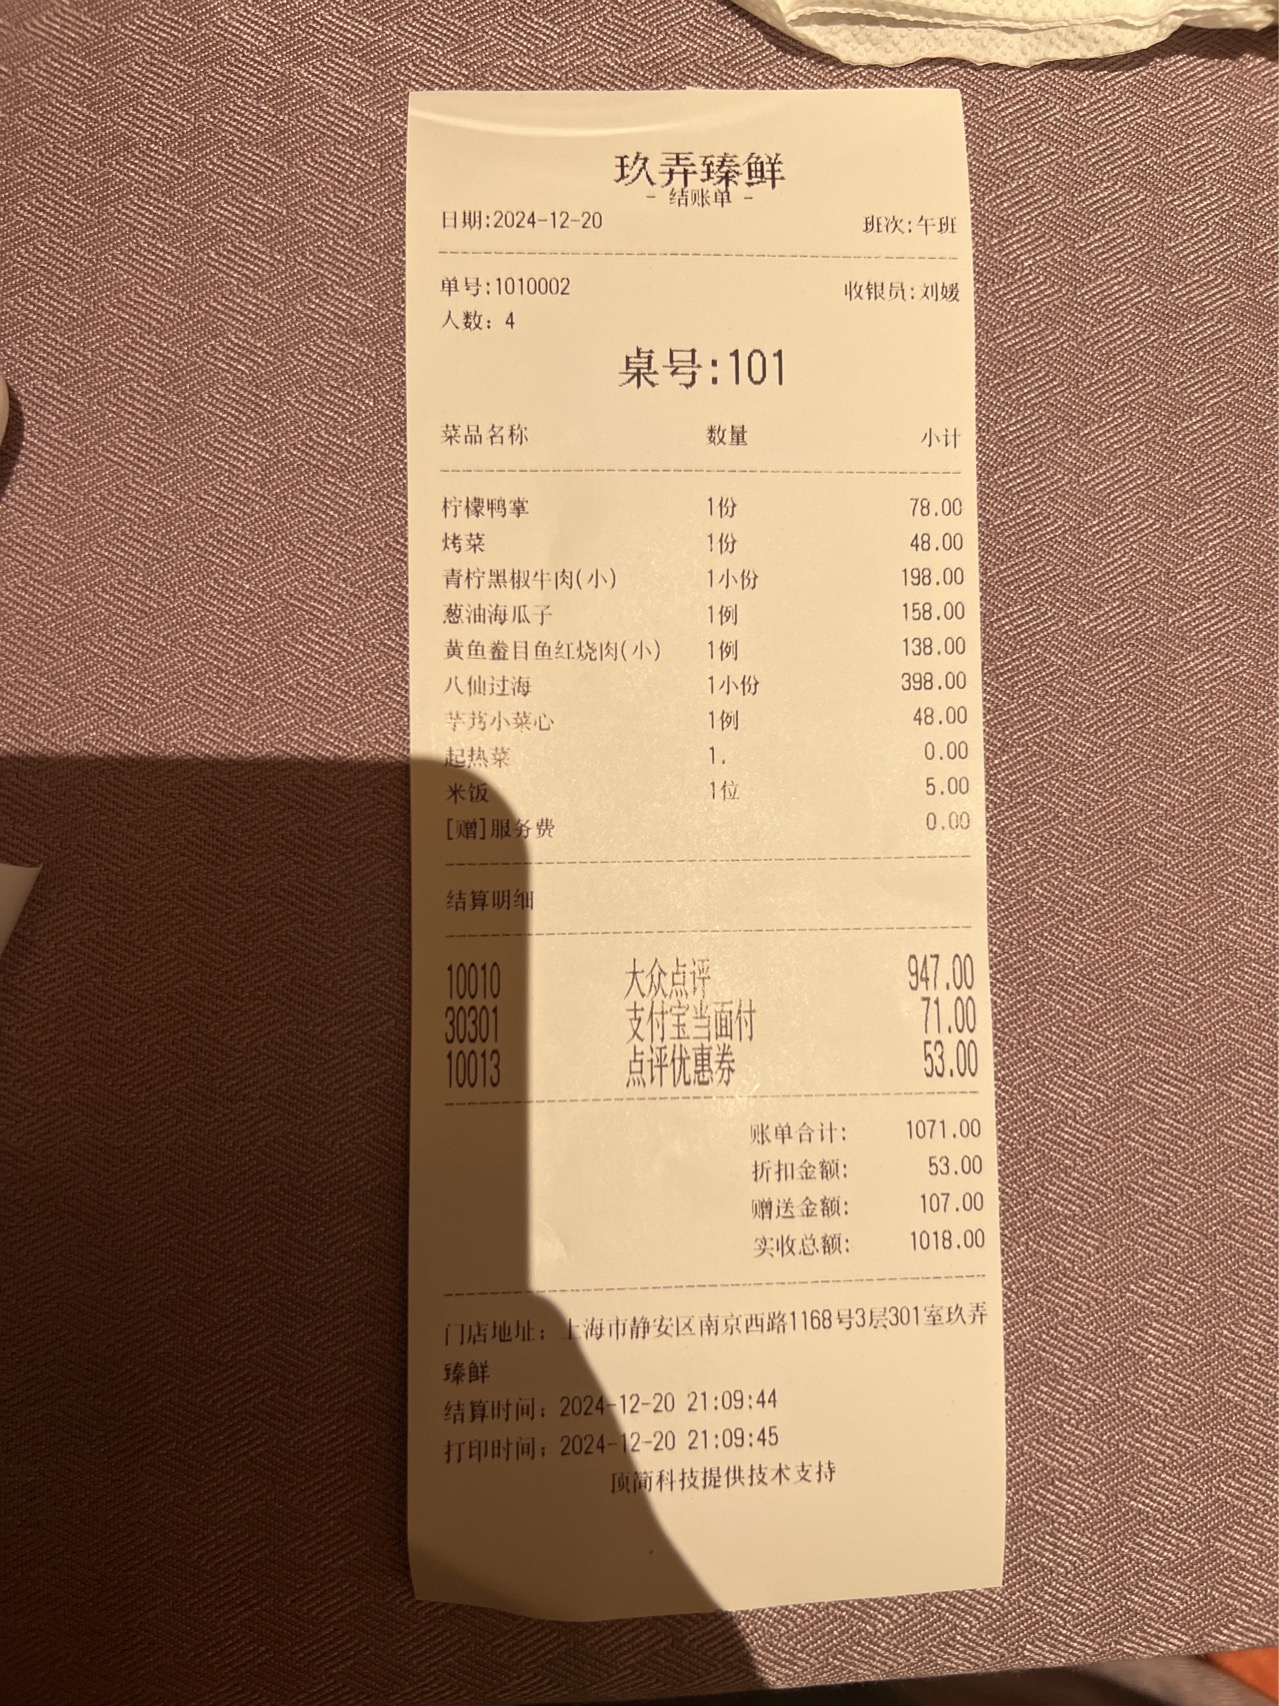 玖弄臻鲜
- 结账单 -
日期:2024-12-20 班次:午班
单号:1010002 收银员:刘媛
人数: 4
桌号:101
菜品名称 数量 小计
柠檬鸭掌 1份 78.00
烤菜 1份 48.00
青柠黑椒牛肉(小) 1小份 198.00
葱油海瓜子 1例 158.00
黄鱼鲞目鱼红烧肉(小) 1例 138.00
八仙过海 1小份 398.00
芋艿小菜心 1例 48.00
起热菜 1. 0.00
米饭 1位 5.00
[赠]服务费 0.00
结算明细
10010 大众点评 947.00
30301 支付宝当面付 71.00
10013 点评优惠券 53.00
账单合计: 1071.00
折扣金额: 53.00
赠送金额: 107.00
实收总额: 1018.00
门店地址: 上海市静安区南京西路1168号3层301室玖弄
臻鲜
结算时间: 2024-12-20 21:09:44
打印时间: 2024-12-20 21:09:45
顶简科技提供技术支持